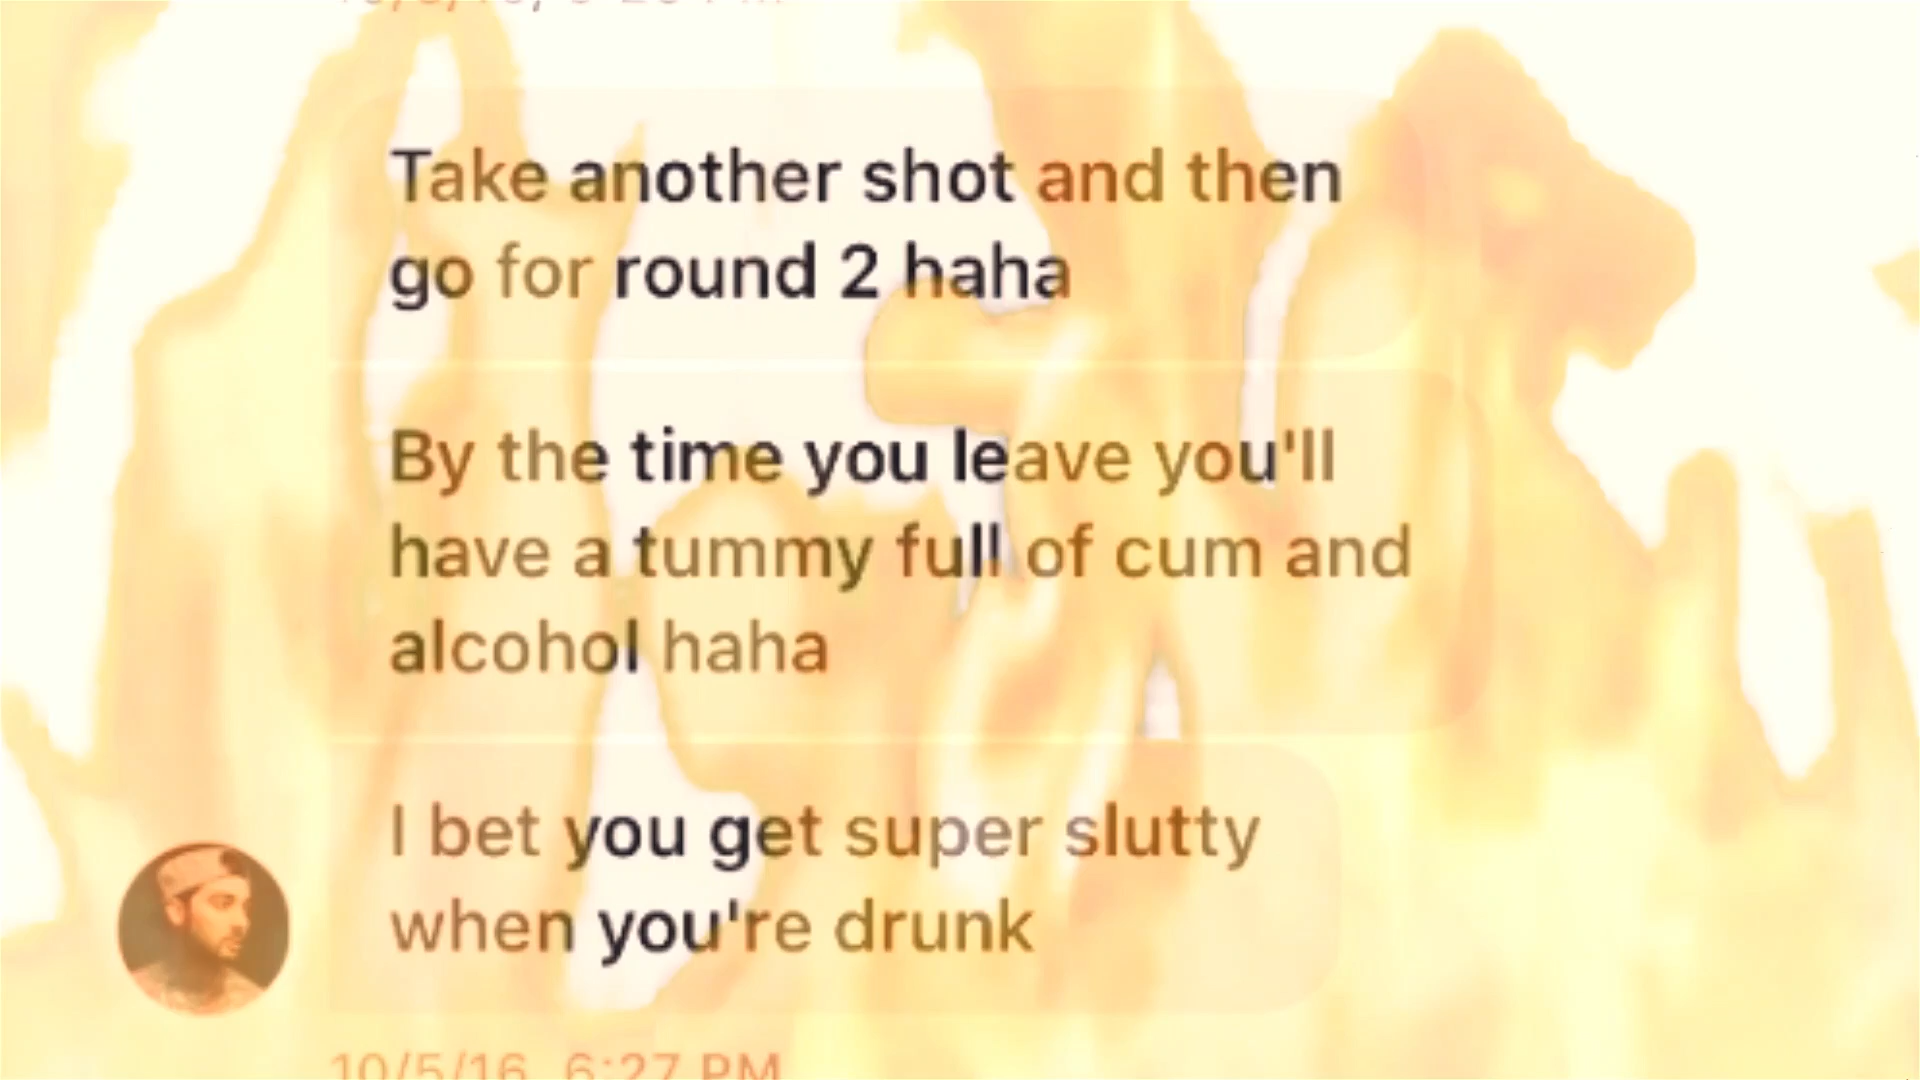 Take another shot and then
go for round 2 haha
By the time you leave you'll
have a tummy full of cum and
alcohol haha
I bet you get super slutty
when you're drunk
10/5/16, 6:27 PM